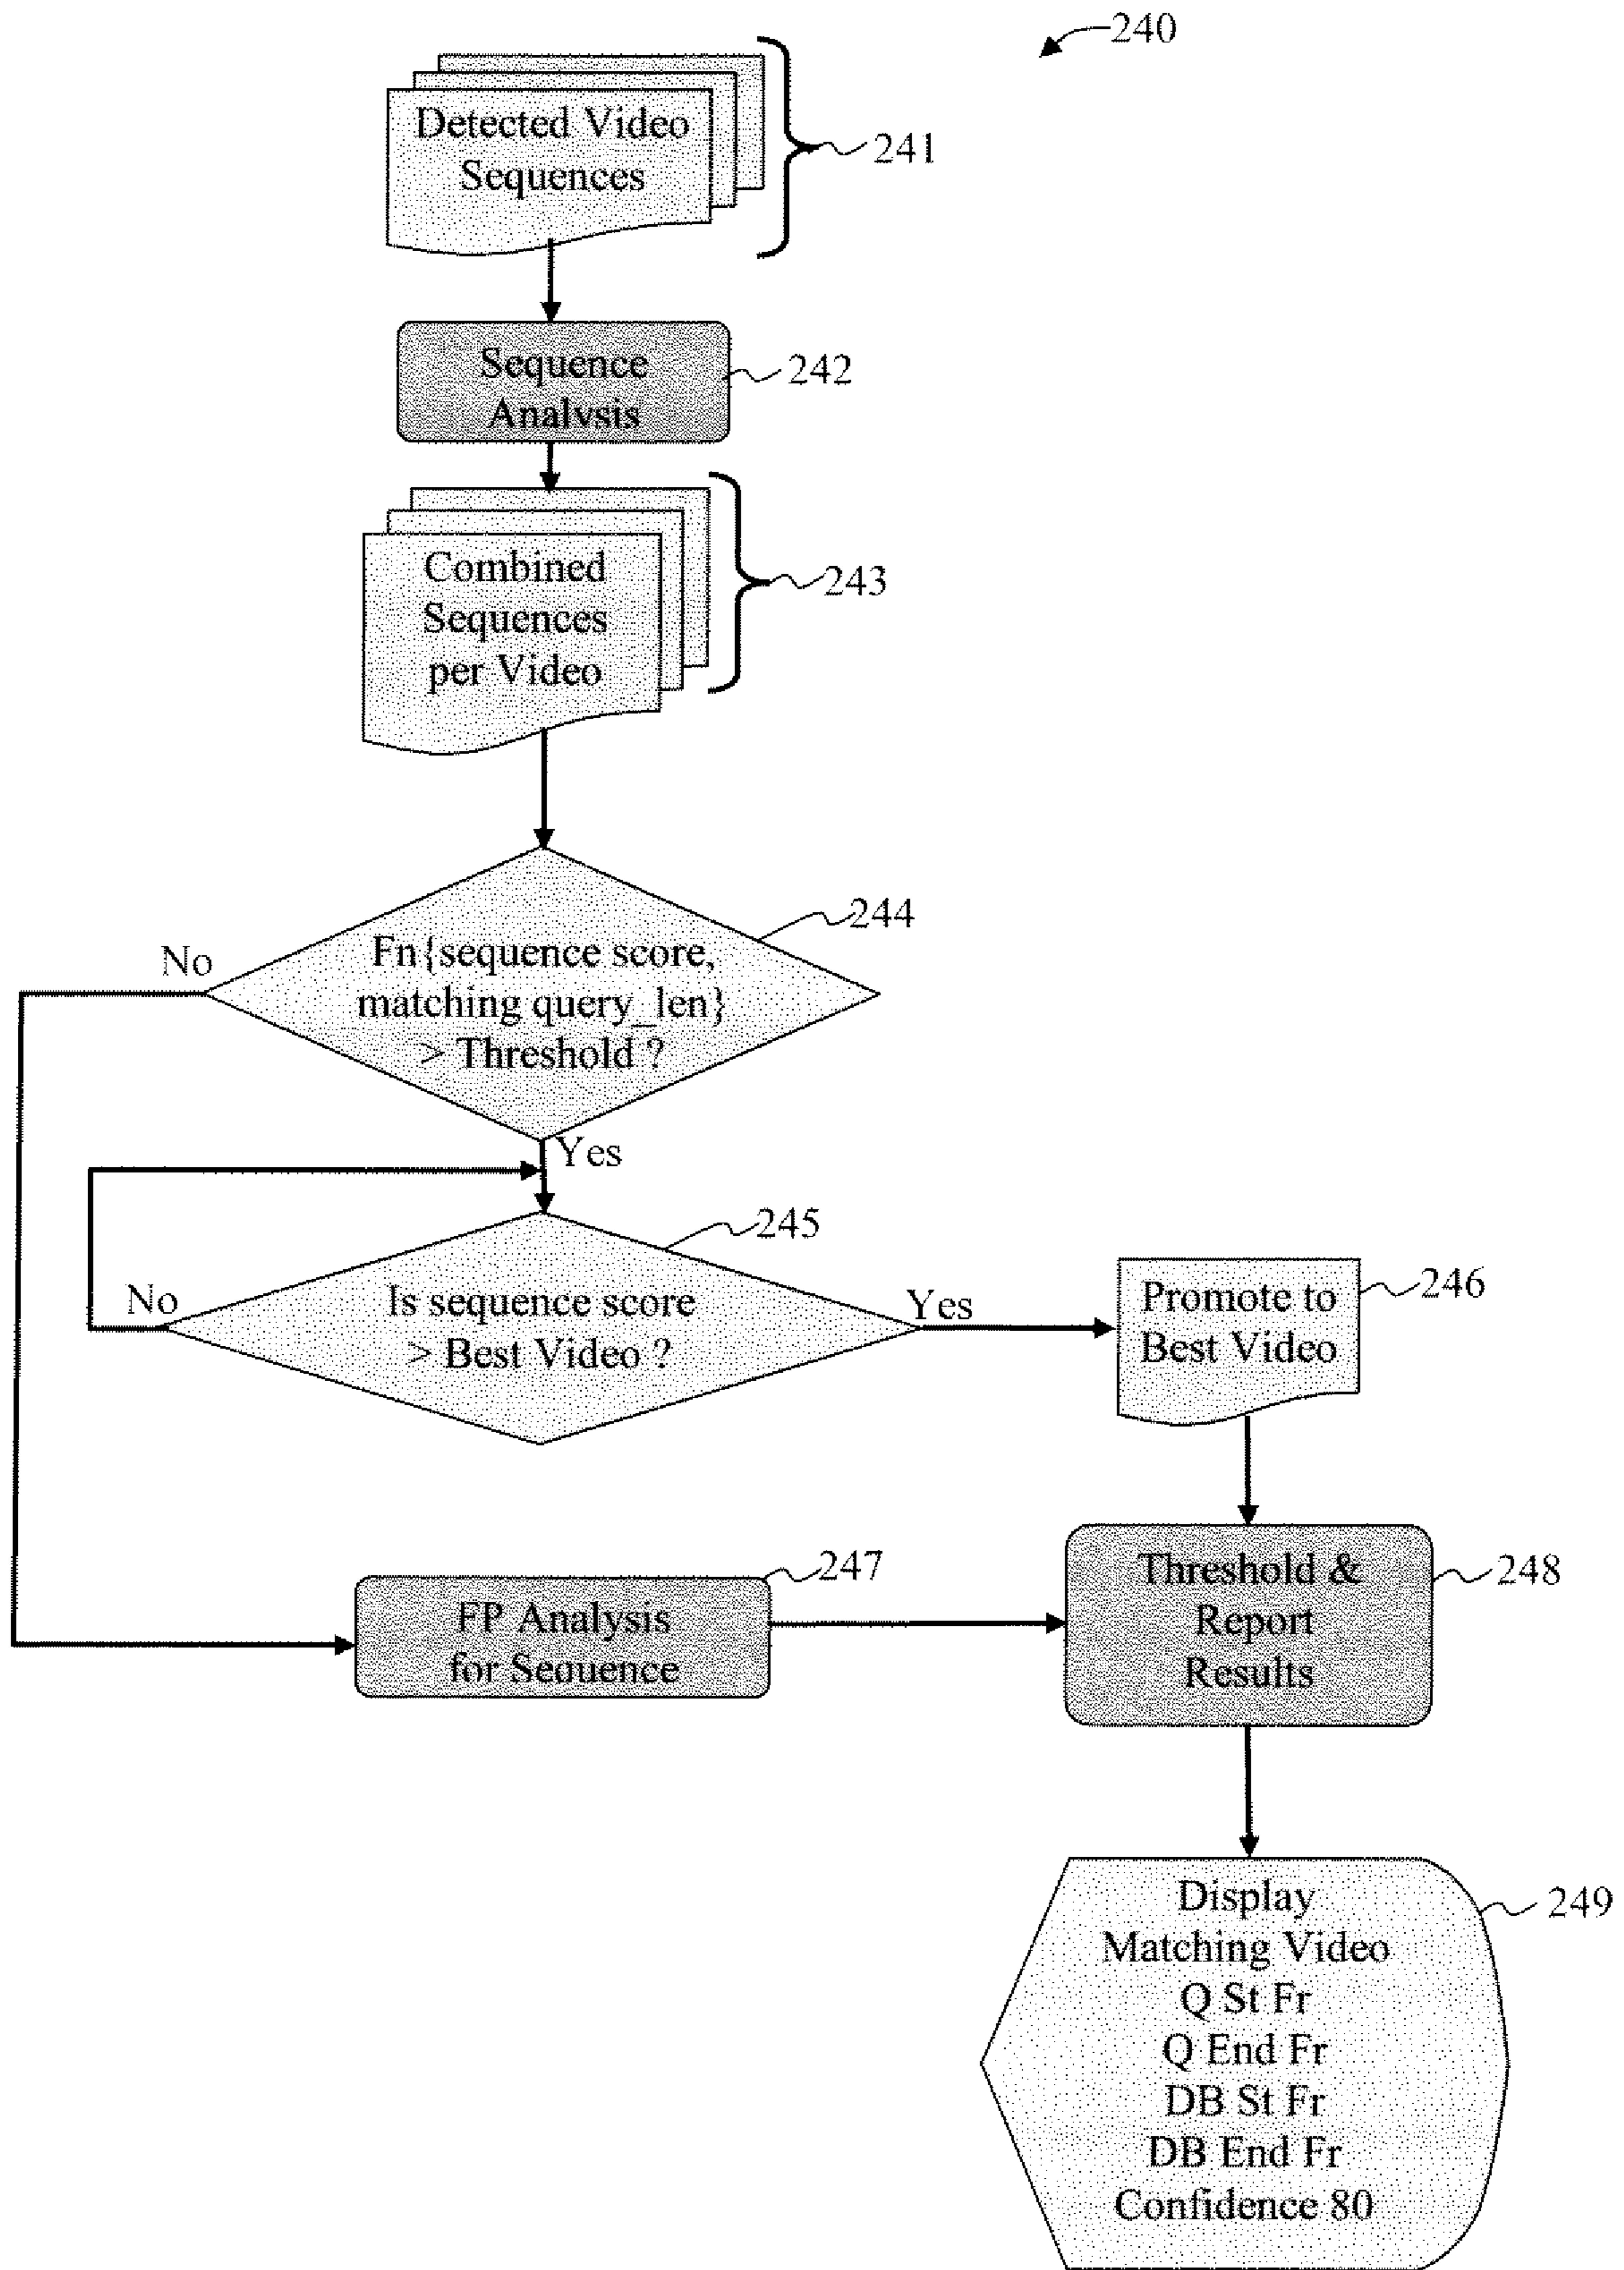 240
Detected Video
Sequences
241
Sequence
Analysis
242
Combined
Sequences
per Video
243
244
No
Fn{sequence score,
matching query_len}
> Threshold ?
Yes
245
No
Is sequence score
> Best Video ?
Yes
Promote to
Best Video
246
247
FP Analysis
for Sequence
Threshold &
Report
Results
248
Display
Matching Video
Q St Fr
Q End Fr
DB St Fr
DB End Fr
Confidence 80
249